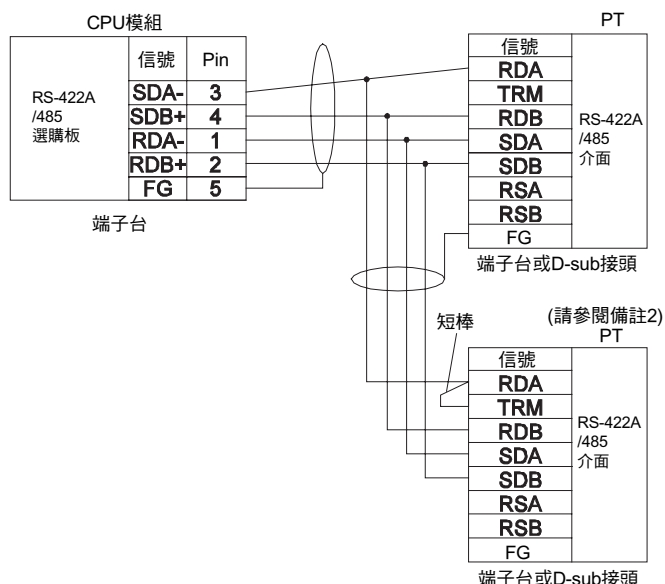 CPU模組
RS-422A
/485
選購板
信號 Pin
SDA- 3
SDB+ 4
RDA- 1
RDB+ 2
FG 5
端子台
PT
信號
RDA
TRM
RDB
SDA
SDB
RSA
RSB
FG
RS-422A
/485
介面
端子台或D-sub接頭
短棒
(請參閱備註2)
PT
信號
RDA
TRM
RDB
SDA
SDB
RSA
RSB
FG
RS-422A
/485
介面
端子台或D-sub接頭